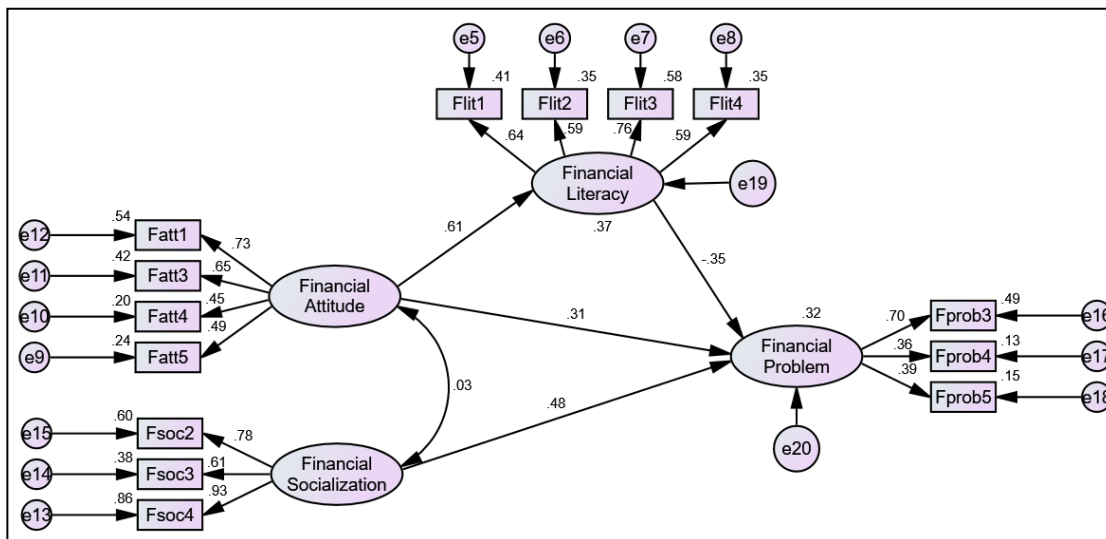 e5
e6
e7
e8
.41
.35
.58
.35
Flit1
Flit2
Flit3
Flit4
.64
.59
.76
.59
Financial
Literacy
e19
.37
.61
-.35
e12
.54
Fatt1
.73
e11
.42
Fatt3
.65
e10
.20
Fatt4
.45
e9
.24
Fatt5
.49
Financial
Attitude
.31
.03
.48
.32
Financial
Problem
e20
.70
Fprob3
.49
e16
.36
Fprob4
.13
e17
.39
Fprob5
.15
e18
e15
.60
Fsoc2
.78
e14
.38
Fsoc3
.61
e13
.86
Fsoc4
.93
Financial
Socialization